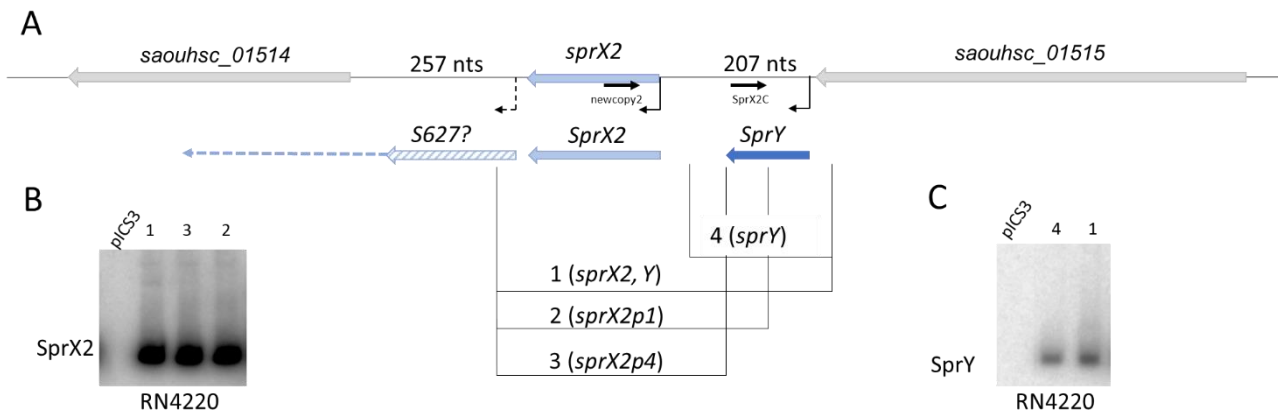 A
saouhsc_01514
257 nts
sprX2
207 nts
saouhsc_01515
newcopy2
SprX2C
S627?
SprX2
SprY
B
C
pICS3
1
3
2
SprX2
RN4220
4 (sprY)
1 (sprX2, Y)
2 (sprX2p1)
3 (sprX2p4)
pICS3
4
1
SprY
RN4220